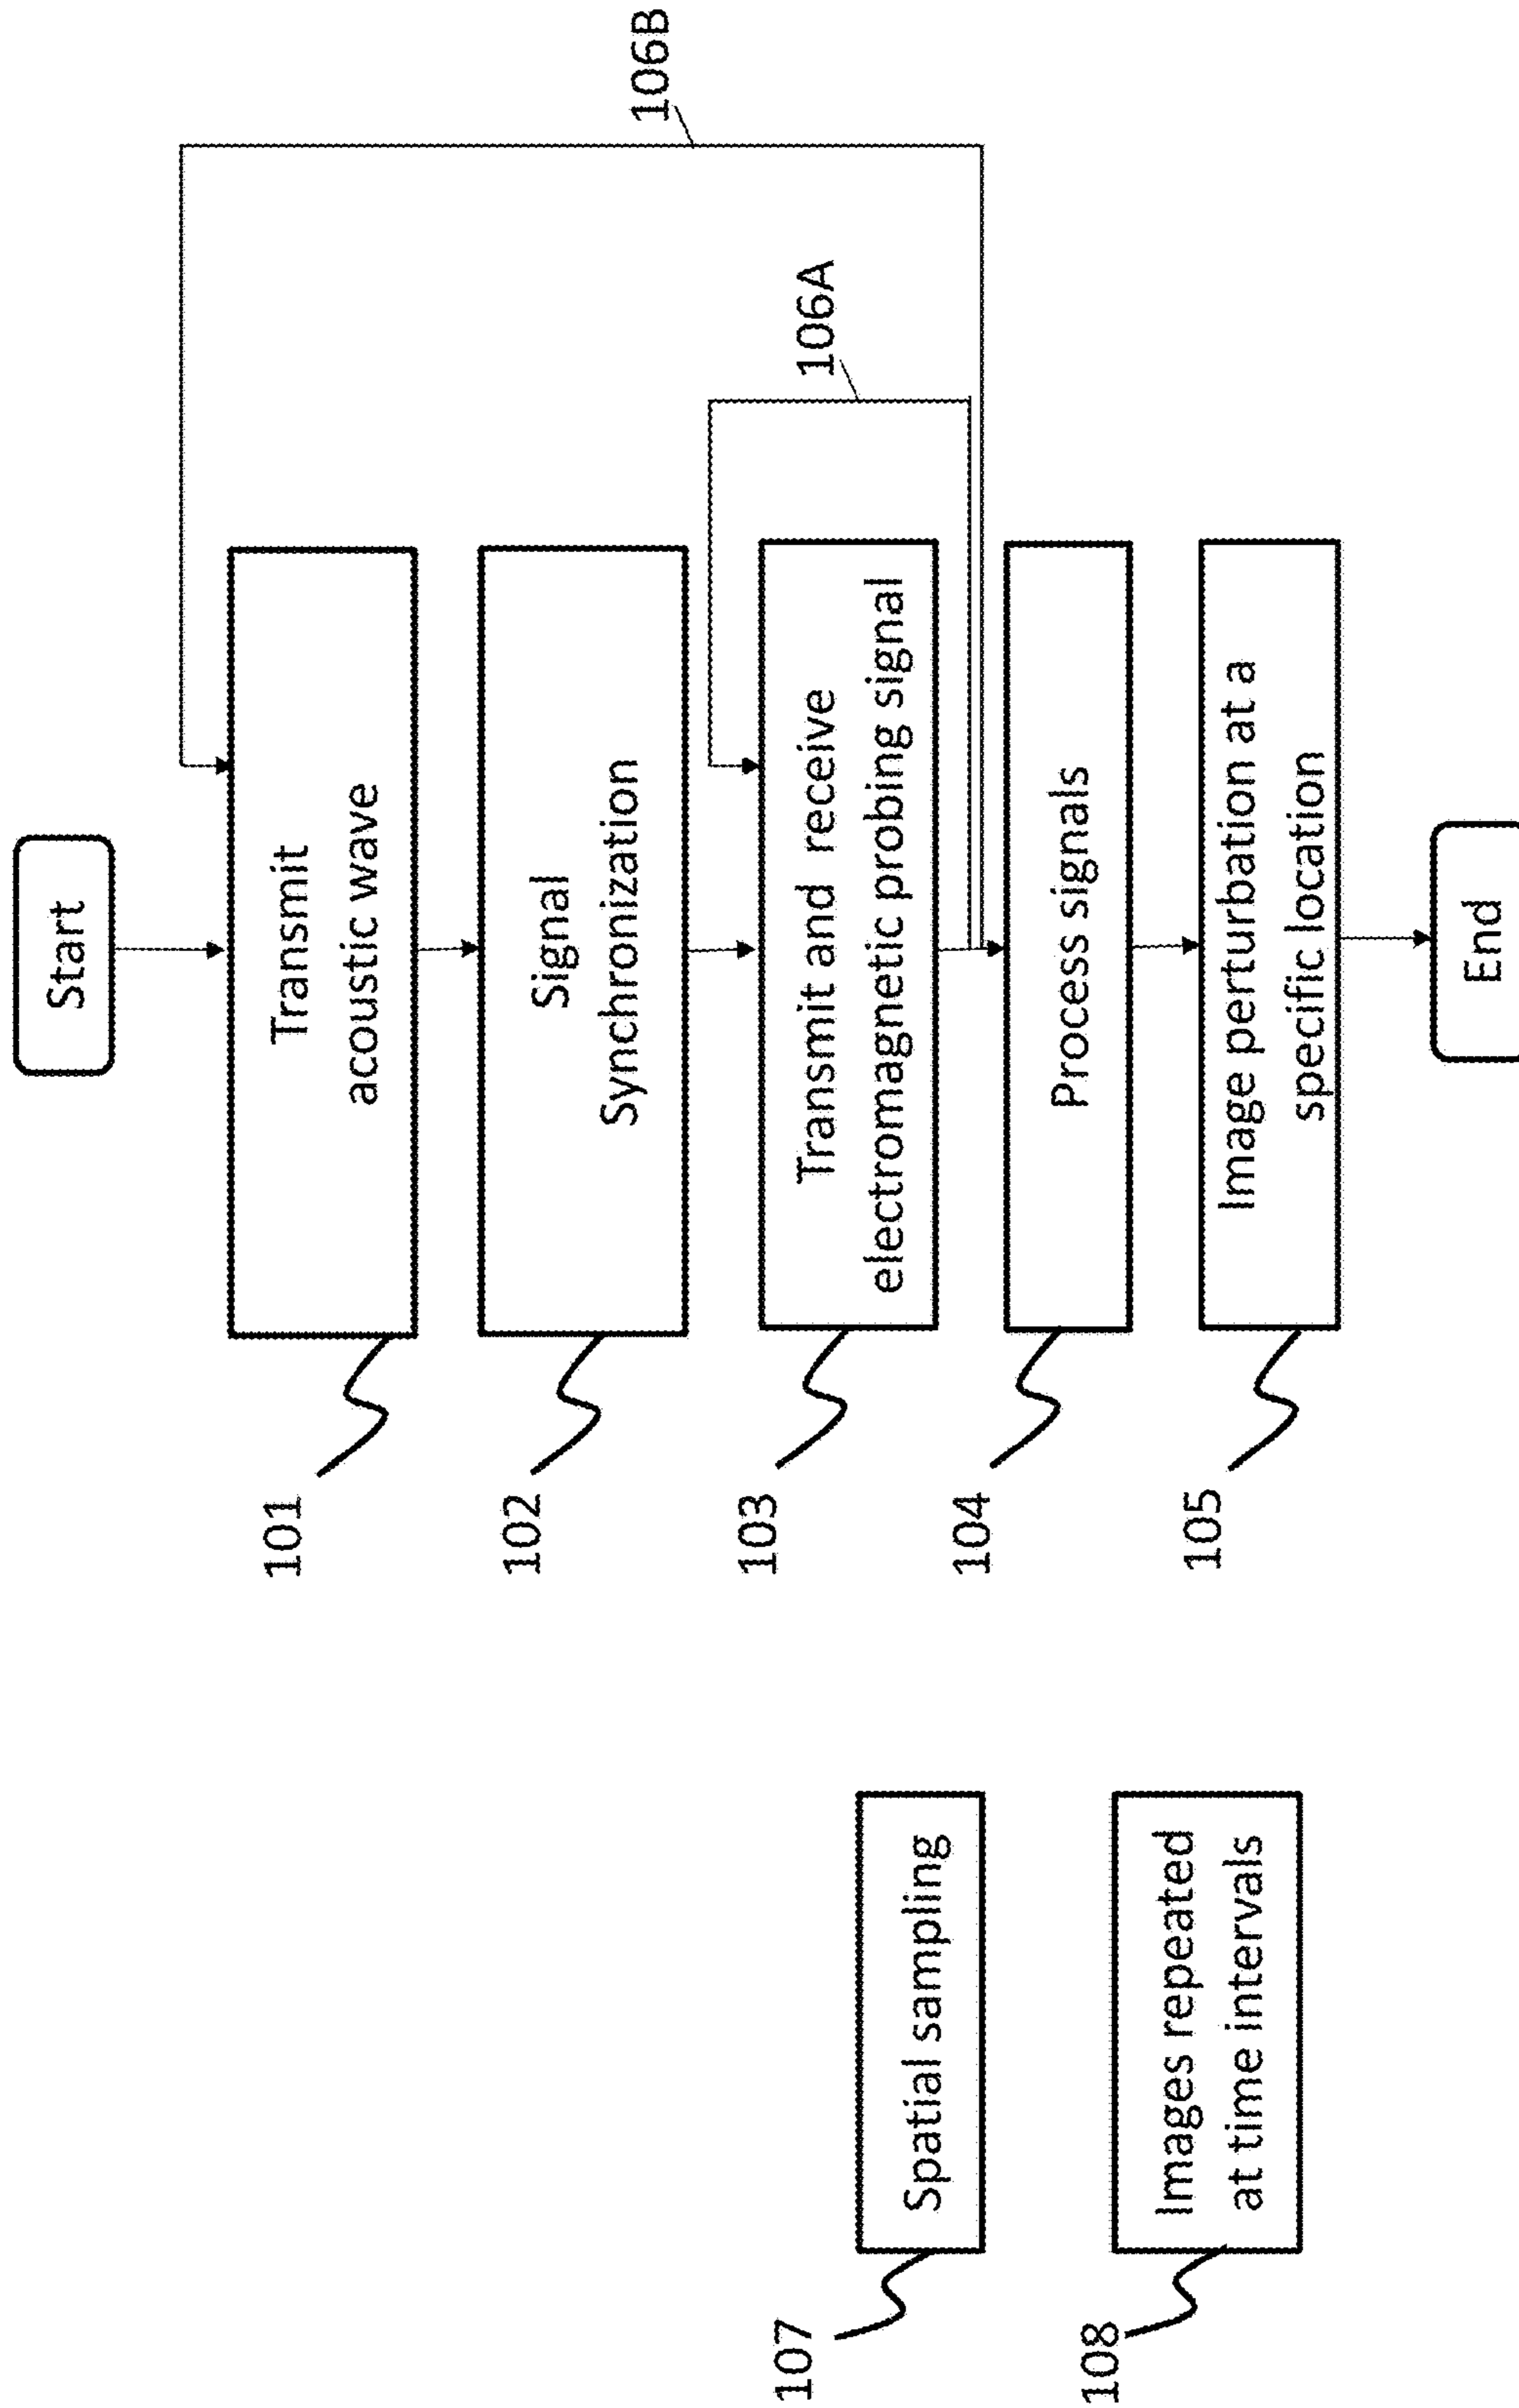 Start
106B
101
Transmit
acoustic wave
102
Signal
Synchronization
106A
103
Transmit and receive
electromagnetic probing signal
107
Spatial sampling
104
Process signals
108
Images repeated
at time intervals
105
Image perturbation at a
specific location
End